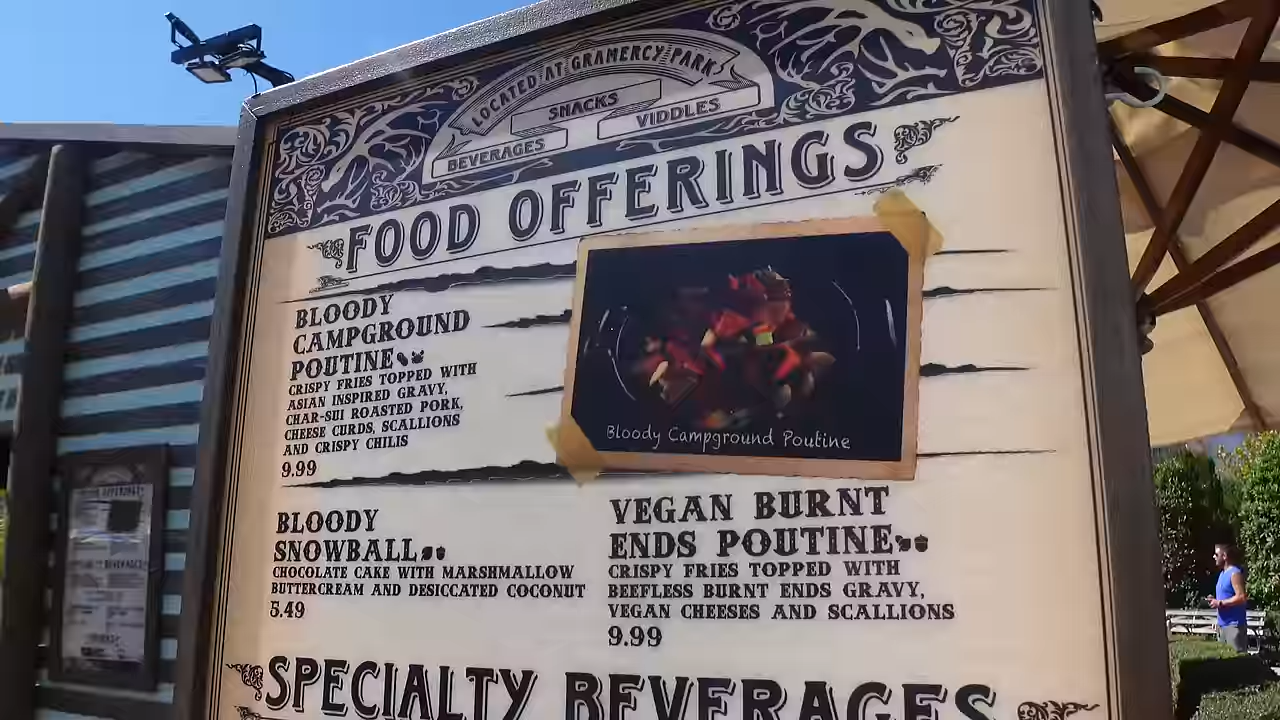 LOCATED AT GRAMERCY PARK
SNACKS
BEVERAGES
VIDDLES
FOOD OFFERINGS
BLOODY
CAMPGROUND
POUTINE
CRISPY FRIES TOPPED WITH
ASIAN INSPIRED GRAVY,
CHAR-SUI ROASTED PORK,
CHEESE CURDS, SCALLIONS
AND CRISPY CHILIS
9.99
Bloody Campground Poutine
BLOODY
SNOWBALL
CHOCOLATE CAKE WITH MARSHMALLOW
BUTTERCREAM AND DESICCATED COCONUT
5.49
VEGAN BURNT
ENDS POUTINE
CRISPY FRIES TOPPED WITH
BEEFLESS BURNT ENDS GRAVY,
VEGAN CHEESES AND SCALLIONS
9.99
SPECIALTY BEVERAGES